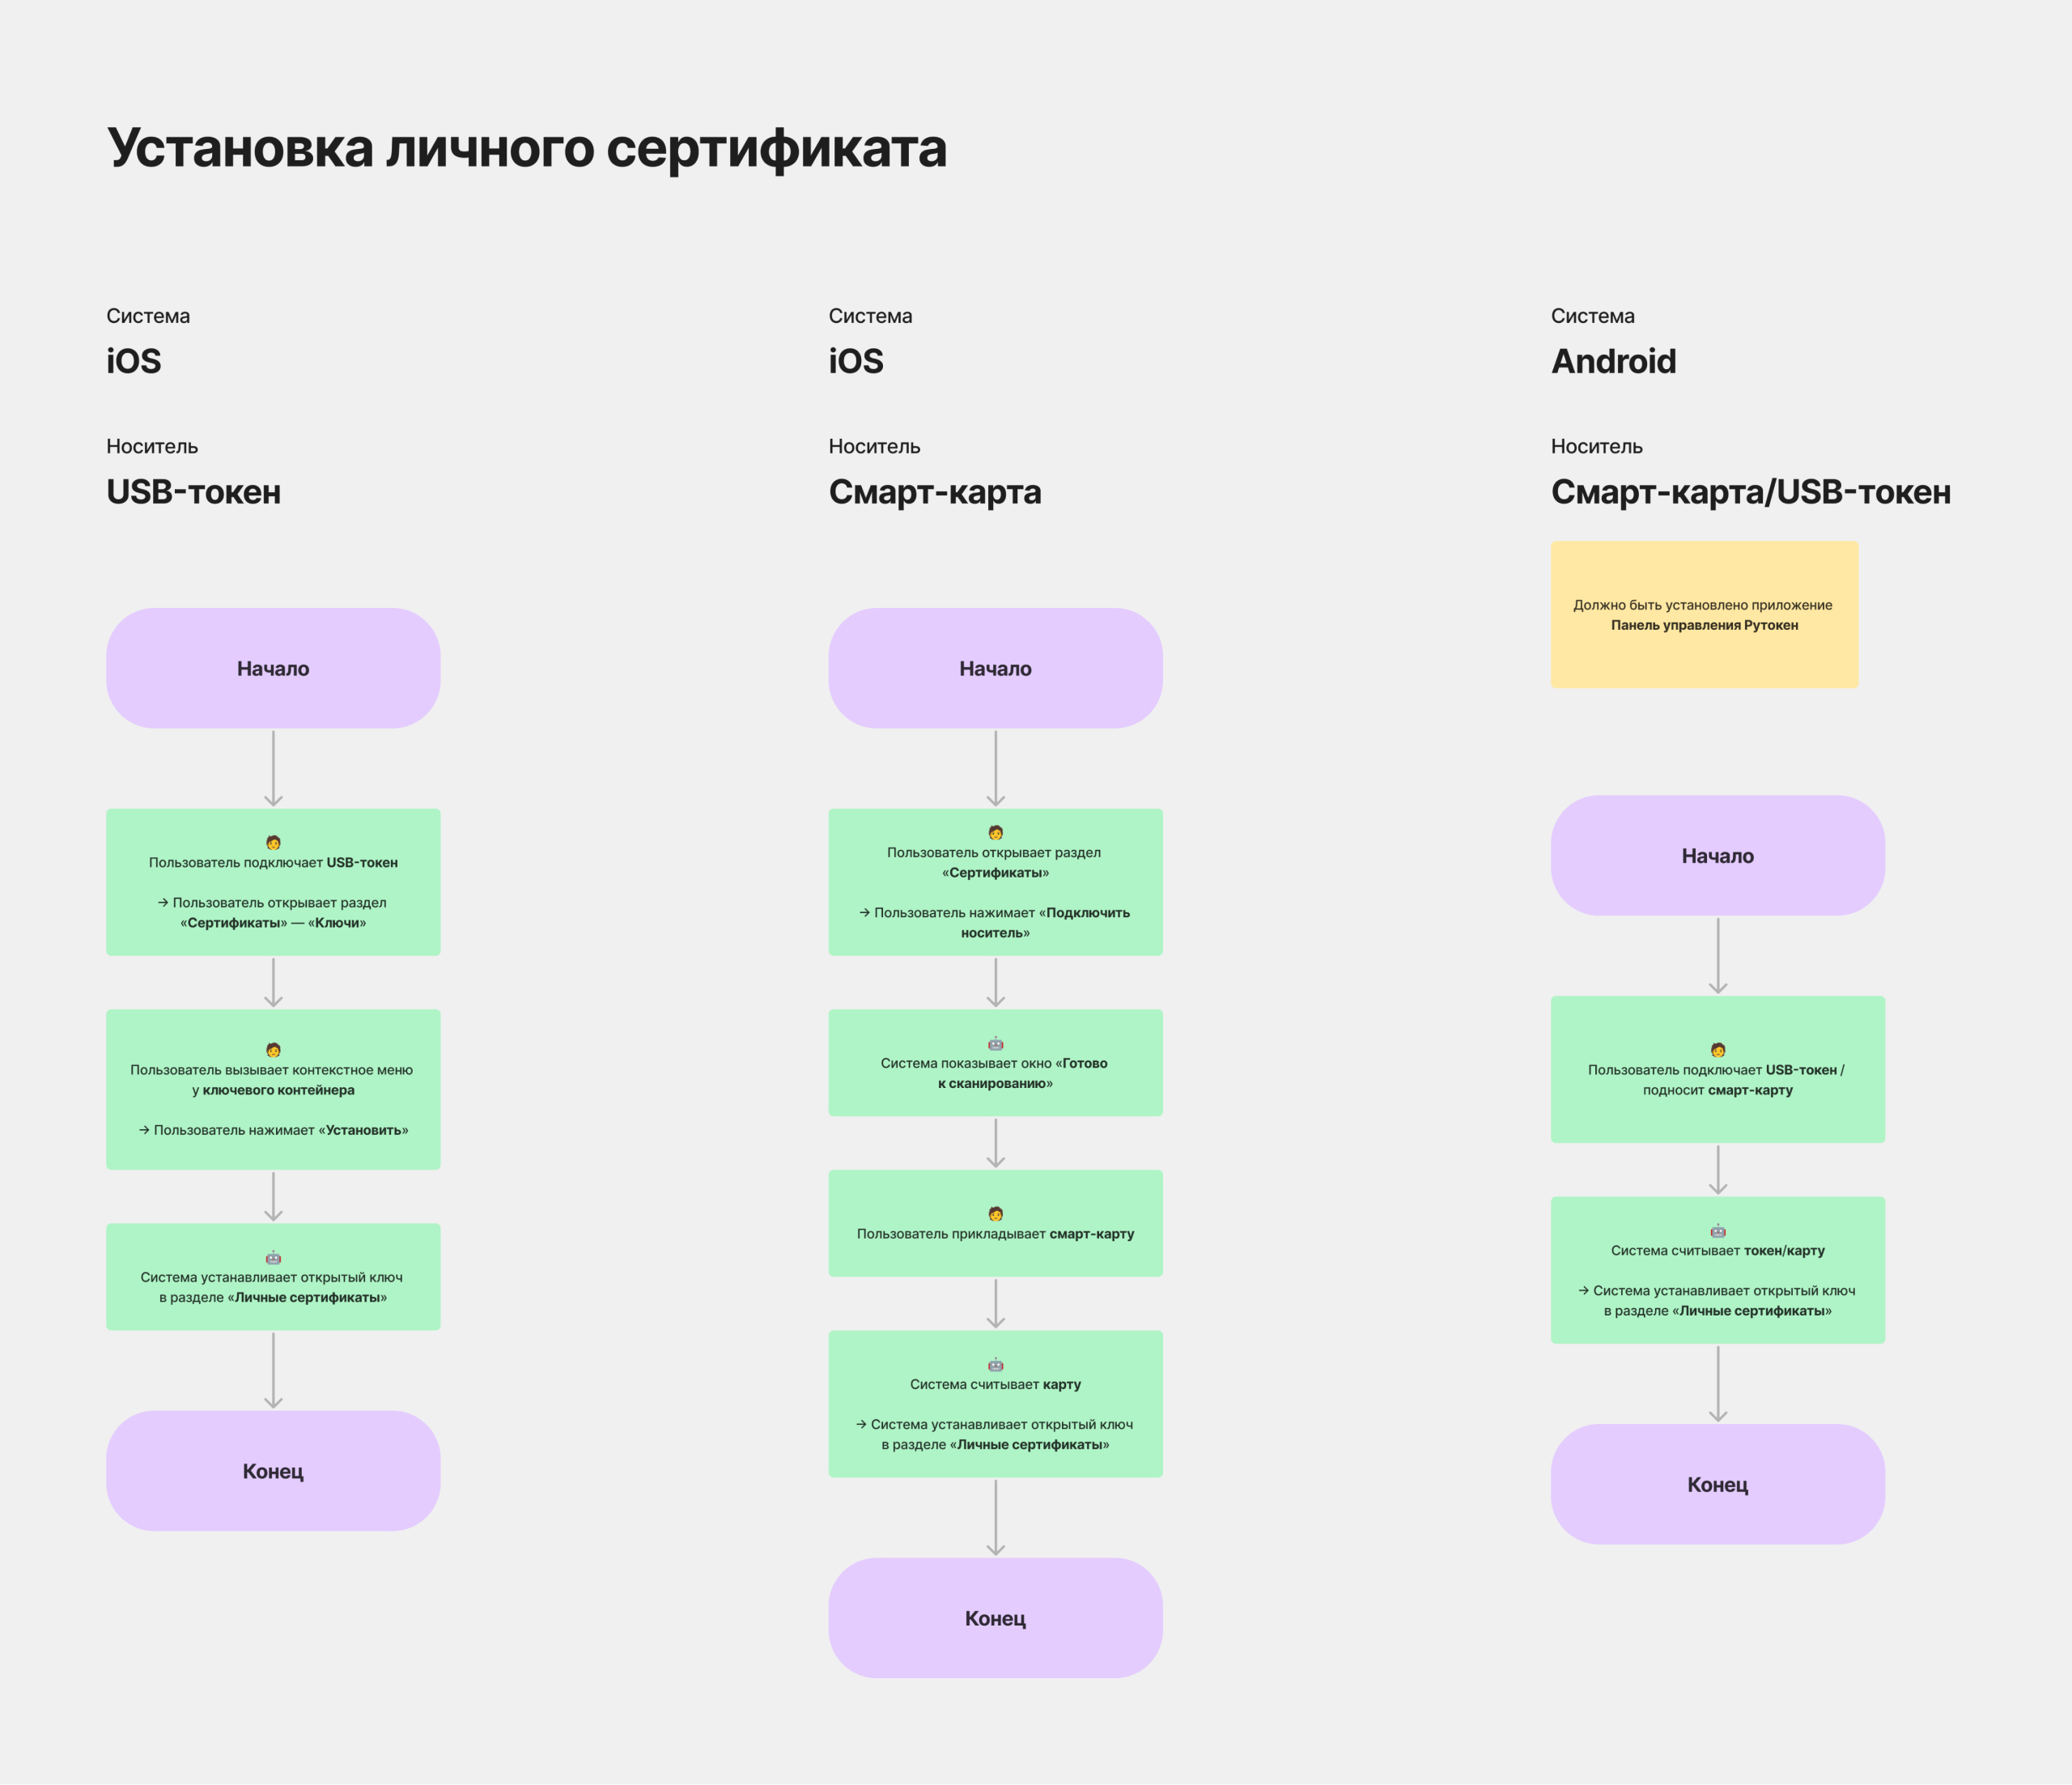 Установка личного сертификата
Система
iOS
Носитель
USB-токен
Начало
Пользователь подключает USB-токен
→ Пользователь открывает раздел
«Сертификаты» — «Ключи»
Пользователь вызывает контекстное меню
у ключевого контейнера
→ Пользователь нажимает «Установить»
Система устанавливает открытый ключ
в разделе «Личные сертификаты»
Конец
Система
iOS
Носитель
Смарт-карта
Начало
Пользователь открывает раздел
«Сертификаты»
→ Пользователь нажимает «Подключить
носитель»
Система показывает окно «Готово
к сканированию»
Пользователь прикладывает смарт-карту
Система считывает карту
→ Система устанавливает открытый ключ
в разделе «Личные сертификаты»
Конец
Система
Android
Носитель
Смарт-карта/USB-токен
Должно быть установлено приложение
Панель управления Рутокен
Начало
Пользователь подключает USB-токен /
подносит смарт-карту
Система считывает токен/карту
→ Система устанавливает открытый ключ
в разделе «Личные сертификаты»
Конец